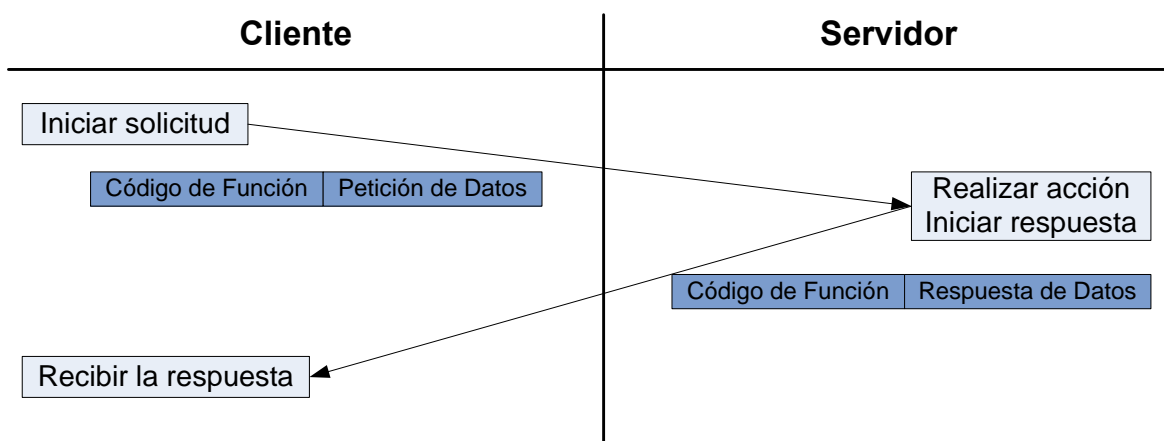 Cliente
Servidor
Iniciar solicitud
Código de Función
Petición de Datos
Realizar acción
Iniciar respuesta
Código de Función
Respuesta de Datos
Recibir la respuesta